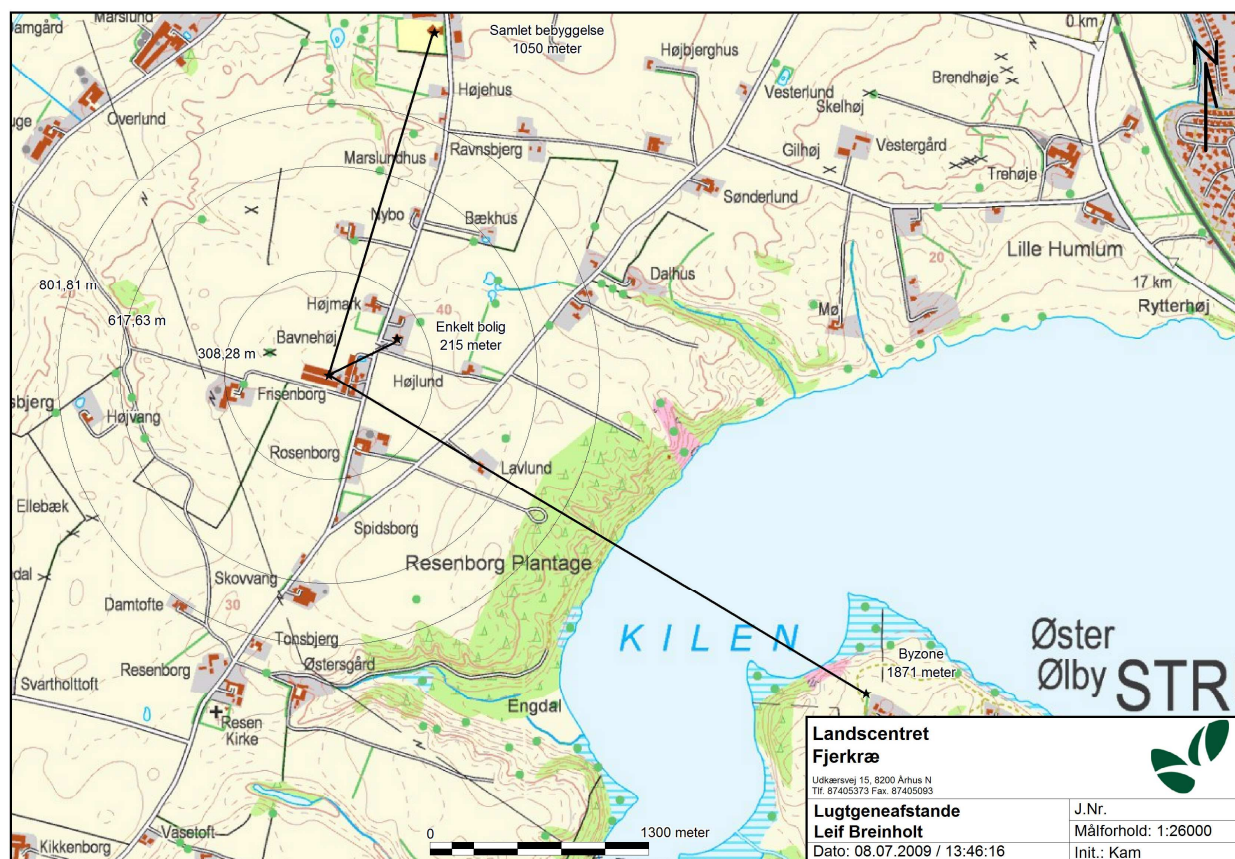 Marslund
Samlet bebyggelse
1050 meter
0 km
Højbjerghus
Brendhøje
Højehus
Vesterlund
Skelhøj
Overlund
N
Marslundhus
Ravnsbjerg
Gilhøj
Vestergård
Trehøje
Nybo
Bækhus
Sønderlund
Lille Humlum
20
Dalhus
17 km
Rytterhøj
801,81 m
617,63 m
Højmark
40
Mø
Bavnehøj
Enkelt bolig
215 meter
308,28 m
Højlund
Frisenborg
sbjerg
Højvang
Rosenborg
Lavlund
Ellebæk
Spidsborg
Resenborg Plantage
dal
Skovvang
Damtofte
30
KILEN
Øster
Ølby
STR
Tonsbjerg
Byzone
1871 meter
Resenborg
Østersgård
Svartholttoft
Engdal
Resen
Kirke
Landscentret
Fjerkræ
Udkærsvej 15, 8200 Århus N
Tlf. 87405373 Fax. 87405093
Lugtgeneafstande
Leif Breinholt
Dato: 08.07.2009 / 13:46:16
J.Nr.
Målforhold: 1:26000
Init.: Kam
Vasetoft
Kikkenborg
0
1300 meter